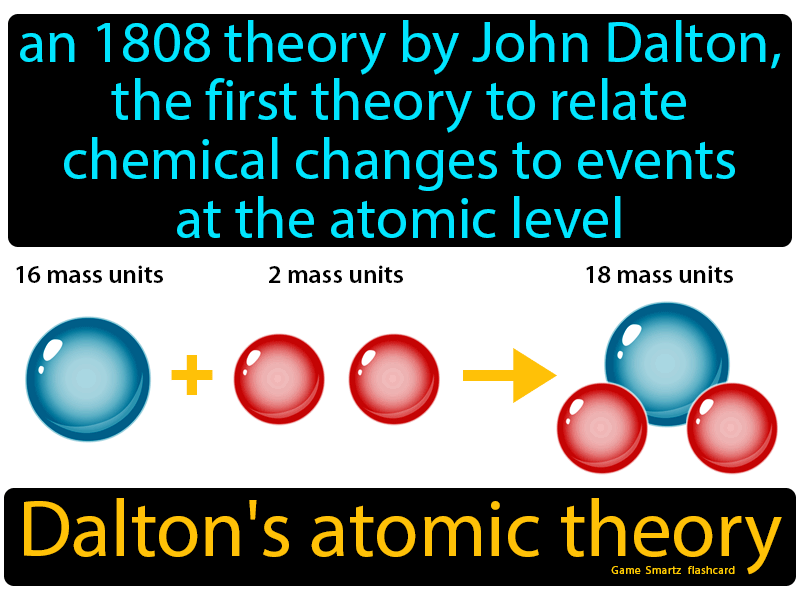 an 1808 theory by John Dalton,
the first theory to relate
chemical changes to events
at the atomic level
16 mass units
2 mass units
18 mass units
Dalton's atomic theory
Game Smartz flashcard